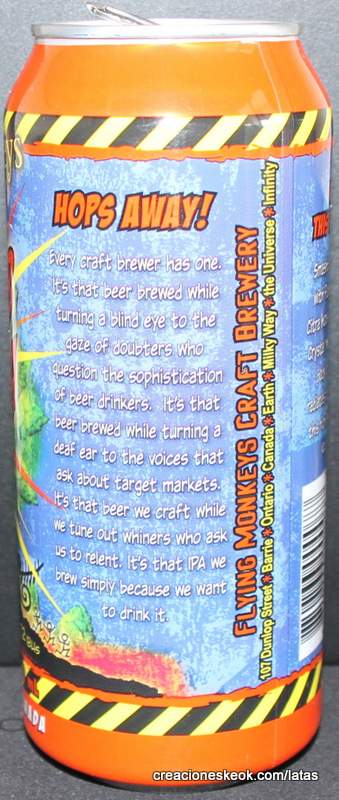 HOPS AWAY!
Every craft brewer has one.
It's that beer brewed while
turning a blind eye to the
gaze of doubters who
question the sophistication
of beer drinkers. It's that
beer brewed while turning a
deaf ear to the voices that
ask about target markets.
It's that beer we craft while
we tune out whiners who ask
us to relent. It's that IPA we
brew simply because we want
to drink it.
FLYING MONKEYS CRAFT BREWERY
107 Dunlop Street * Barrie * Ontario * Canada * Earth * Milky Way * the Universe * Infinity
creacioneskeok.com/latas